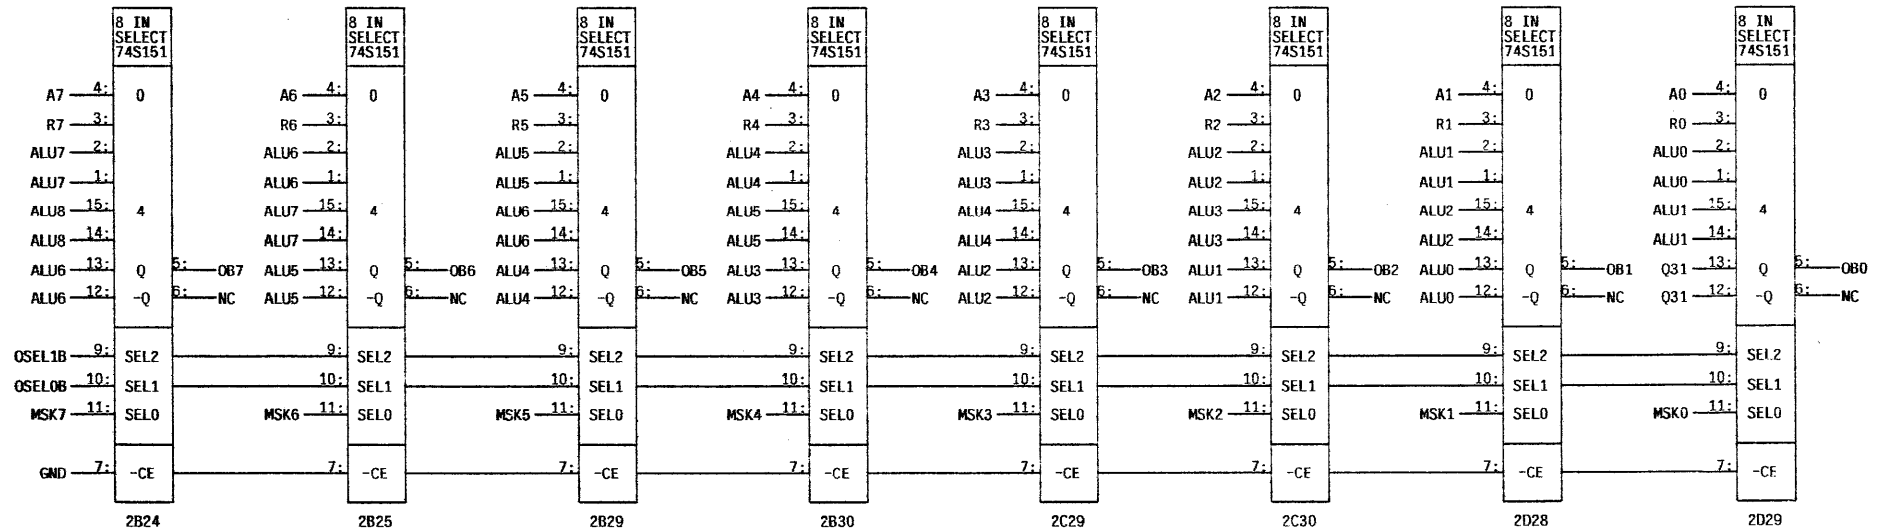 8 IN 8 IN 8 IN 8 IN 8 IN 8 IN 8 IN 8 IN
SELECT SELECT SELECT SELECT SELECT SELECT SELECT SELECT
74S151 74S151 74S151 74S151 74S151 74S151 74S151 74S151
A7 4: 0 A6 4: 0 A5 4: 0 A4 4: 0 A3 4: 0 A2 4: 0 A1 4: 0 A0 4: 0
R7 3: R6 3: R5 3: R4 3: R3 3: R2 3: R1 3: R0 3:
ALU7 2: ALU6 2: ALU5 2: ALU4 2: ALU3 2: ALU2 2: ALU1 2: ALU0 2:
ALU7 1: ALU6 1: ALU5 1: ALU4 1: ALU3 1: ALU2 1: ALU1 1: ALU0 1:
ALU8 15: 4 ALU7 15: 4 ALU6 15: 4 ALU5 15: 4 ALU4 15: 4 ALU3 15: 4 ALU2 15: 4 ALU1 15: 4
ALU8 14: ALU7 14: ALU6 14: ALU5 14: ALU4 14: ALU3 14: ALU2 14: ALU1 14:
ALU6 13: Q 5: OB7 ALU5 13: Q 5: OB6 ALU4 13: Q 5: OB5 ALU3 13: Q 5: OB4 ALU2 13: Q 5: OB3 ALU1 13: Q 5: OB2 ALU0 13: Q 5: OB1 Q31 13: Q 5: OB0
ALU6 12: -Q 6: NC ALU5 12: -Q 6: NC ALU4 12: -Q 6: NC ALU3 12: -Q 6: NC ALU2 12: -Q 6: NC ALU1 12: -Q 6: NC ALU0 12: -Q 6: NC Q31 12: -Q 6: NC
OSEL1B 9: SEL2 9: SEL2 9: SEL2 9: SEL2 9: SEL2 9: SEL2 9: SEL2 9: SEL2
OSEL0B 10: SEL1 10: SEL1 10: SEL1 10: SEL1 10: SEL1 10: SEL1 10: SEL1 10: SEL1
MSK7 11: SEL0 MSK6 11: SEL0 MSK5 11: SEL0 MSK4 11: SEL0 MSK3 11: SEL0 MSK2 11: SEL0 MSK1 11: SEL0 MSK0 11: SEL0
GND 7: -CE 7: -CE 7: -CE 7: -CE 7: -CE 7: -CE 7: -CE 7: -CE
2B24 2B25 2B29 2B30 2C29 2C30 2D28 2D29